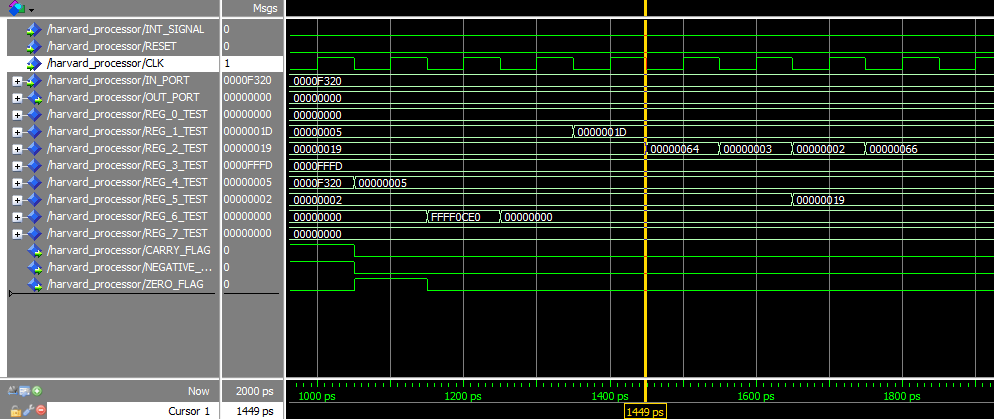 Msgs
/harvard_processor/INT_SIGNAL 0
/harvard_processor/RESET 0
/harvard_processor/CLK 1
/harvard_processor/IN_PORT 0000F320 0000F320
/harvard_processor/OUT_PORT 00000000 00000000
/harvard_processor/REG_0_TEST 00000000 00000000
/harvard_processor/REG_1_TEST 0000001D 00000005 0000001D
/harvard_processor/REG_2_TEST 00000019 00000019 00000064 00000003 00000002 00000066
/harvard_processor/REG_3_TEST 0000FFFD 0000FFFD
/harvard_processor/REG_4_TEST 00000005 0000F320 00000005
/harvard_processor/REG_5_TEST 00000002 00000002 00000019
/harvard_processor/REG_6_TEST 00000000 00000000 FFFF0CE0 00000000
/harvard_processor/REG_7_TEST 00000000 00000000
/harvard_processor/CARRY_FLAG 0
/harvard_processor/NEGATIVE_... 0
/harvard_processor/ZERO_FLAG 0
Now 2000 ps 1000 ps 1200 ps 1400 ps 1600 ps 1800 ps
Cursor 1 1449 ps 1449 ps